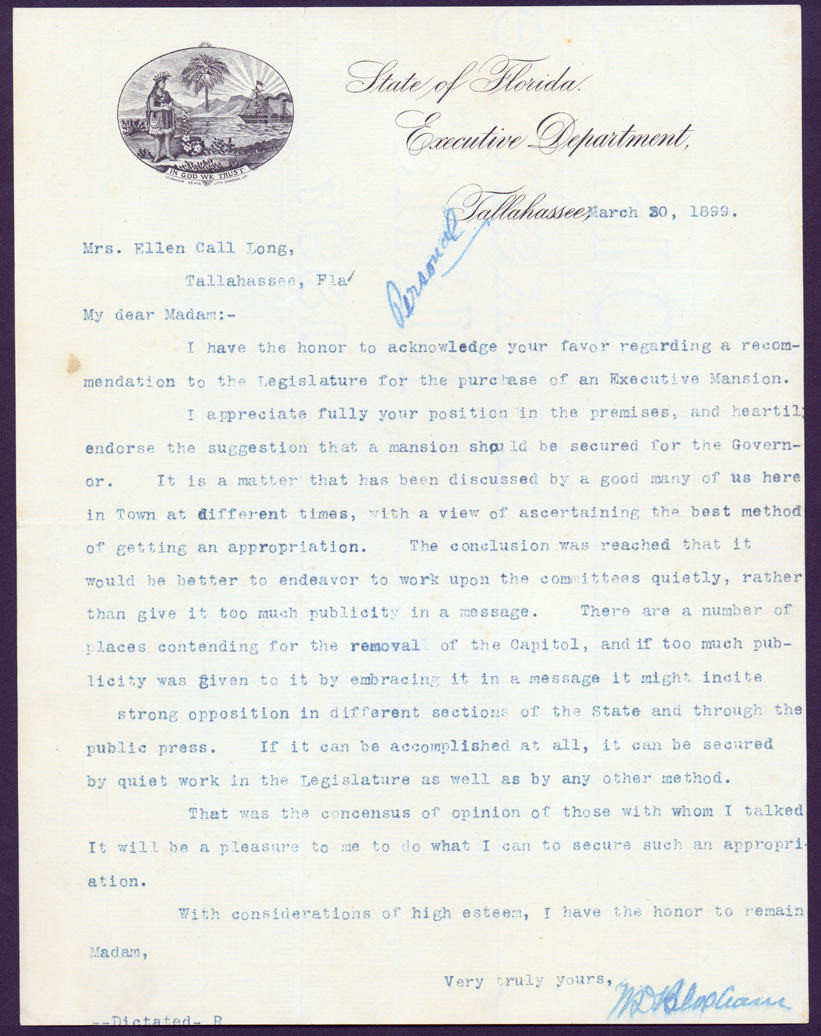 State of Florida.
Executive Department,
IN GOD WE TRUST
Tallahassee, March 30, 1899.
Personal
Mrs. Ellen Call Long,
Tallahassee, Fla
My dear Madam:-
I have the honor to acknowledge your favor regarding a recom-
mendation to the Legislature for the purchase of an Executive Mansion.
I appreciate fully your position in the premises, and heartily
endorse the suggestion that a mansion should be secured for the Govern-
or. It is a matter that has been discussed by a good many of us here
in Town at different times, with a view of ascertaining the best method
of getting an appropriation. The conclusion was reached that it
would be better to endeavor to work upon the committees quietly, rather
than give it too much publicity in a message. There are a number of
places contending for the removal of the Capitol, and if too much pub-
licity was given to it by embracing it in a message it might incite
strong opposition in different sections of the State and through the
public press. If it can be accomplished at all, it can be secured
by quiet work in the Legislature as well as by any other method.
That was the concensus of opinion of those with whom I talked
It will be a pleasure to me to do what I can to secure such an appropri-
ation.
With considerations of high esteem, I have the honor to remain
Madam,
Very truly yours,
W D Bloxham
--Dictated- R